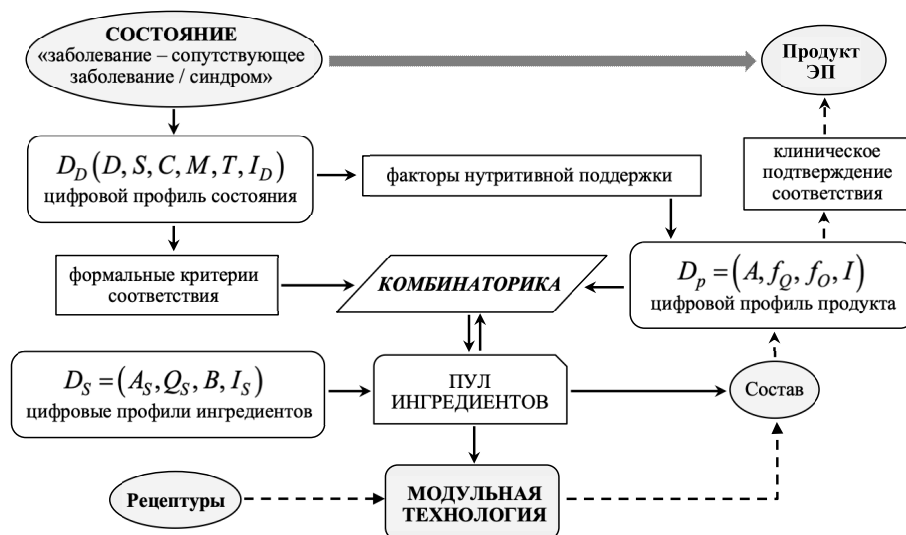 СОСТОЯНИЕ
«заболевание – сопутствующее
заболевание / синдром»
Продукт
ЭП
D_D (D, S, C, M, T, I_D)
цифровой профиль состояния
факторы нутритивной поддержки
клиническое
подтверждение
соответствия
формальные критерии
соответствия
КОМБИНАТОРИКА
D_p = (A, f_Q, f_O, I)
цифровой профиль продукта
D_S = (A_S, Q_S, B, I_S)
цифровые профили ингредиентов
ПУЛ
ИНГРЕДИЕНТОВ
Состав
Рецептуры
МОДУЛЬНАЯ
ТЕХНОЛОГИЯ